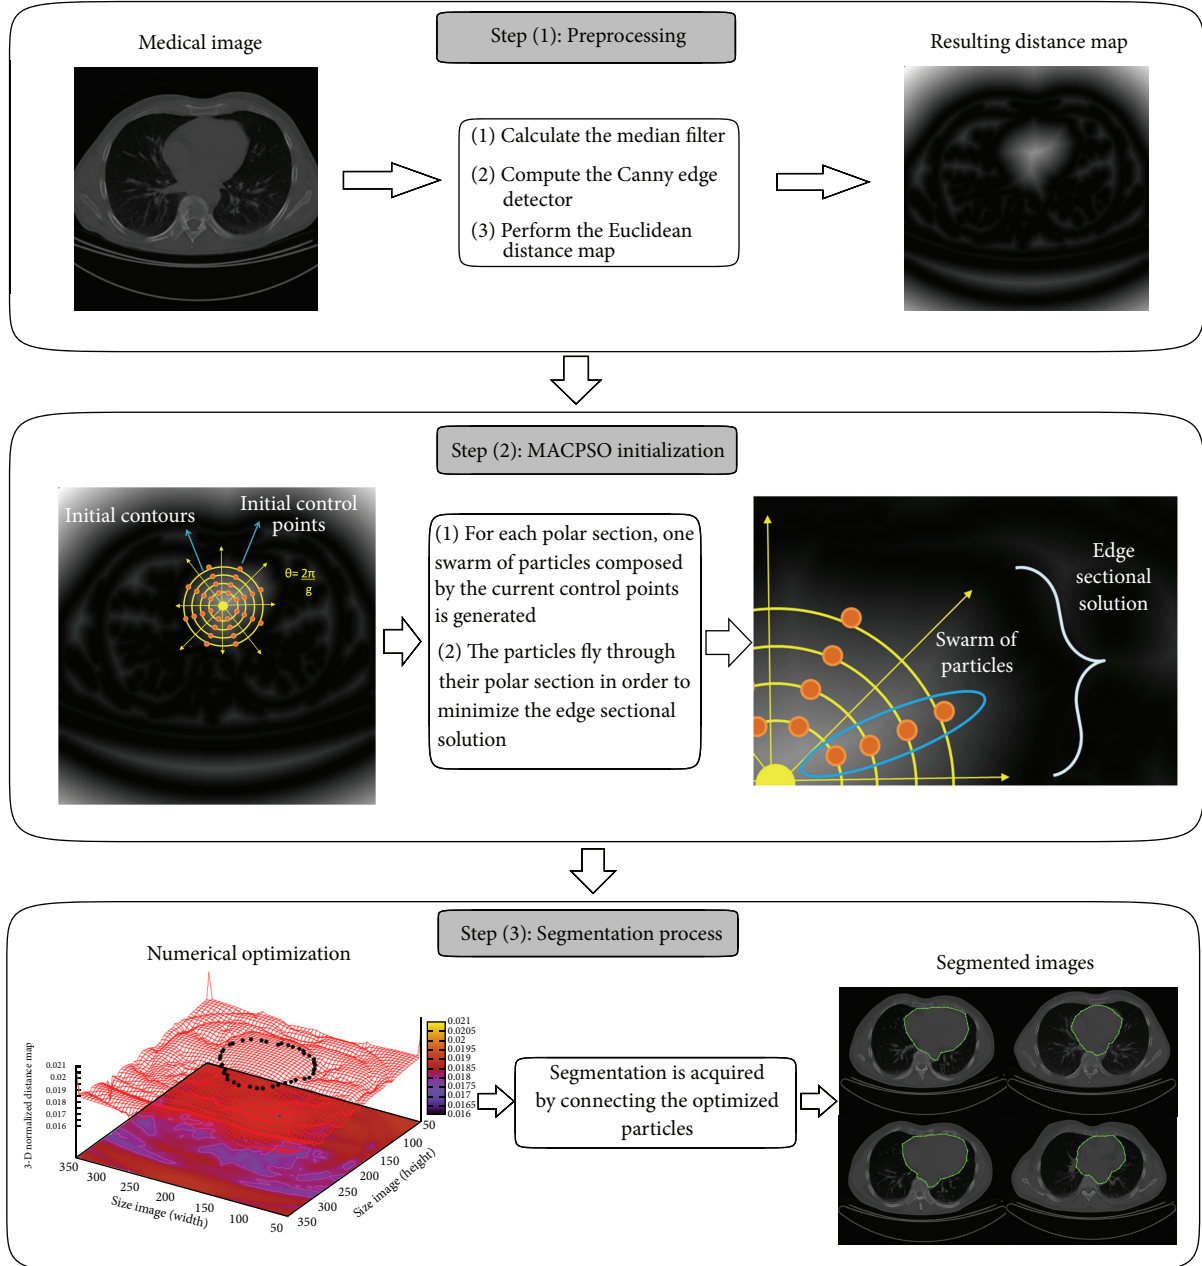 Step (1): Preprocessing
Medical image
Resulting distance map
(1) Calculate the median filter
(2) Compute the Canny edge
detector
(3) Perform the Euclidean
distance map
Step (2): MACPSO initialization
Initial contours
Initial control
points
θ= 2π
g
(1) For each polar section, one
swarm of particles composed
by the current control points
is generated
(2) The particles fly through
their polar section in order to
minimize the edge sectional
solution
Edge
sectional
solution
Swarm of
particles
Step (3): Segmentation process
Numerical optimization
3-D normalized distance map
0.021
0.02
0.019
0.018
0.017
0.016
350
300
250
200
150
100
50
Size image (width)
350
300
250
200
150
100
50
Size image (height)
0.021
0.0205
0.02
0.0195
0.019
0.0185
0.018
0.0175
0.017
0.0165
0.016
Segmentation is acquired
by connecting the optimized
particles
Segmented images